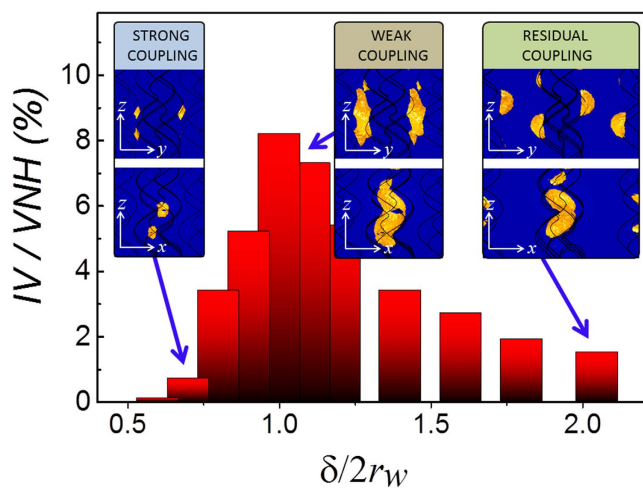 STRONG
COUPLING
WEAK
COUPLING
RESIDUAL
COUPLING
z
y
z
y
z
y
z
x
z
x
z
x
IV / VNH (%)
10
8
6
4
2
0
0.5
1.0
1.5
2.0
δ/2r_W